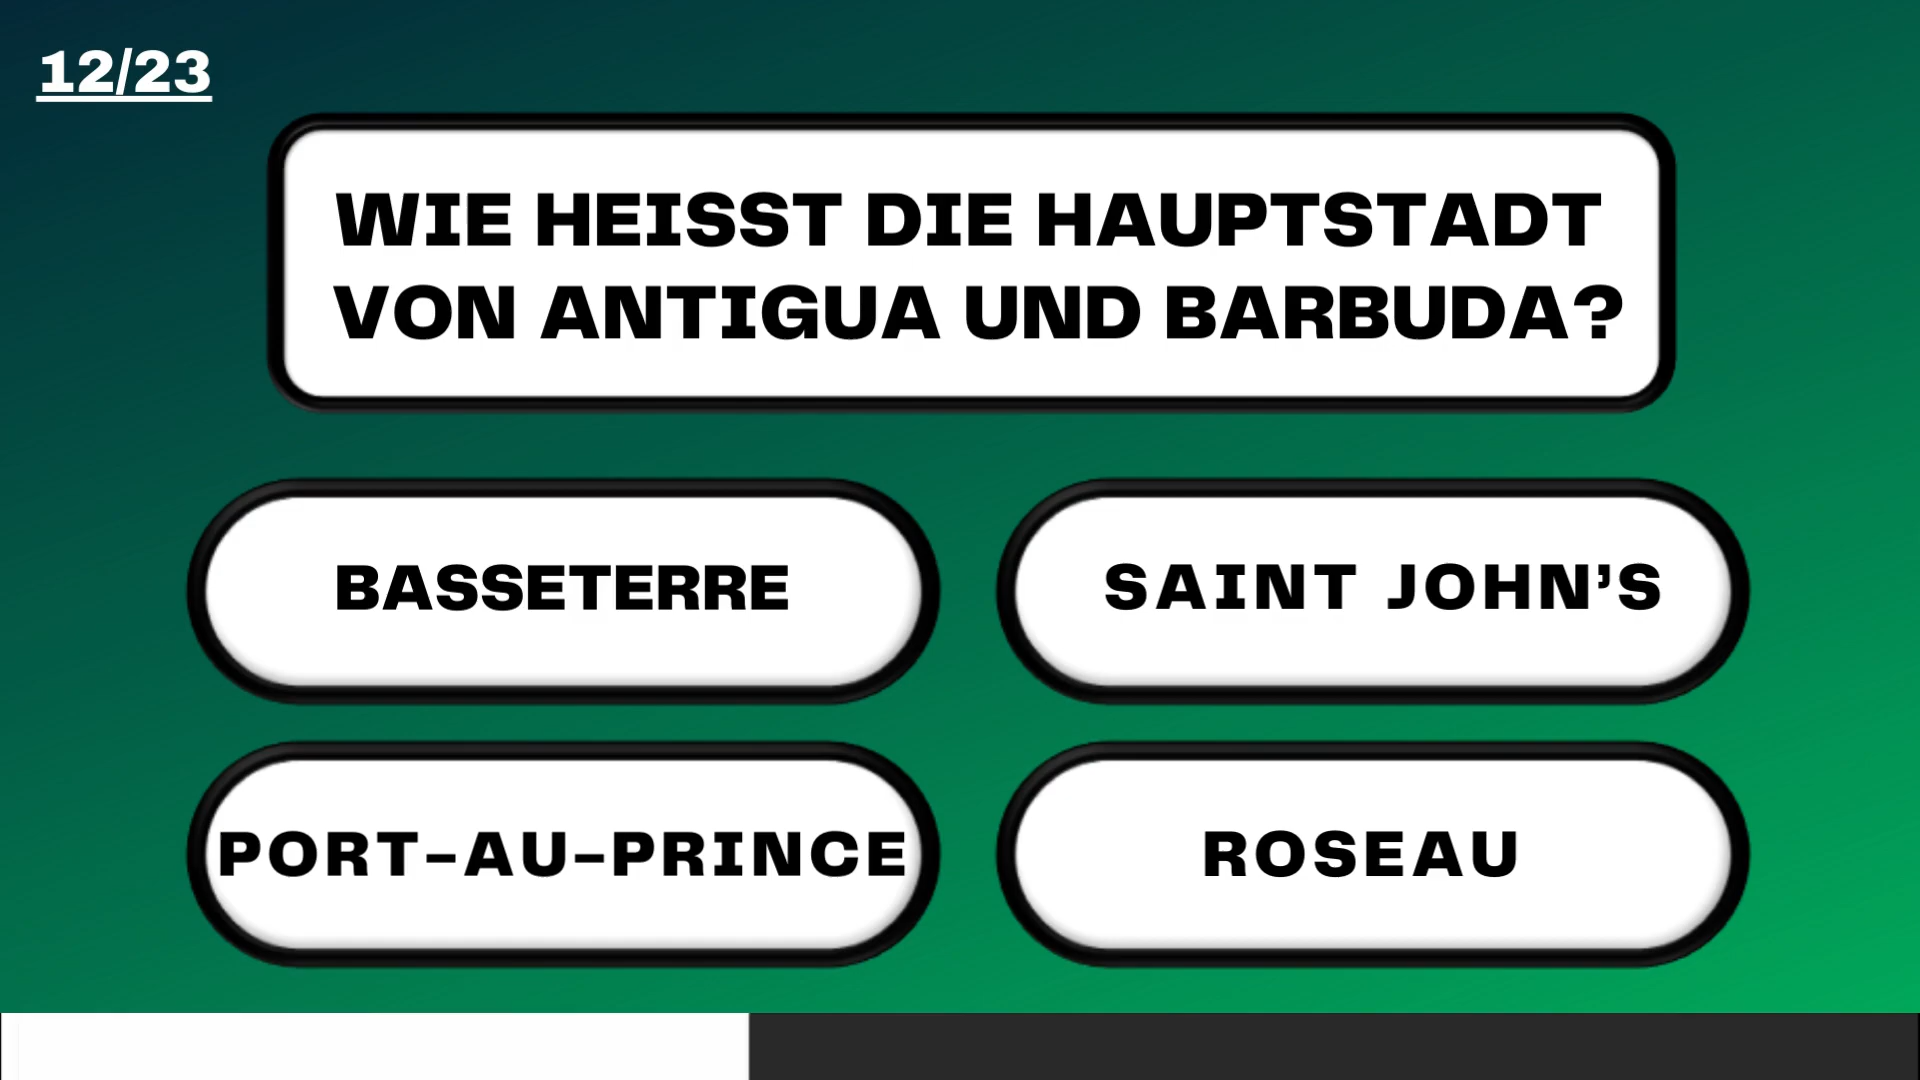 12/23
WIE HEISST DIE HAUPTSTADT
VON ANTIGUA UND BARBUDA?
BASSETERRE
SAINT JOHN’S
PORT-AU-PRINCE
ROSEAU